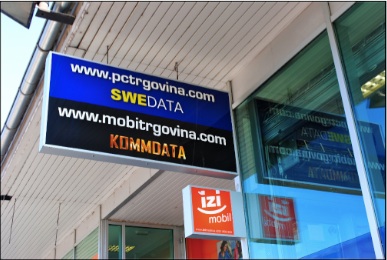 www.pctrgovina.com
SWEDATA
www.mobitrgovina.com
KOMMDATA
izi
mobil